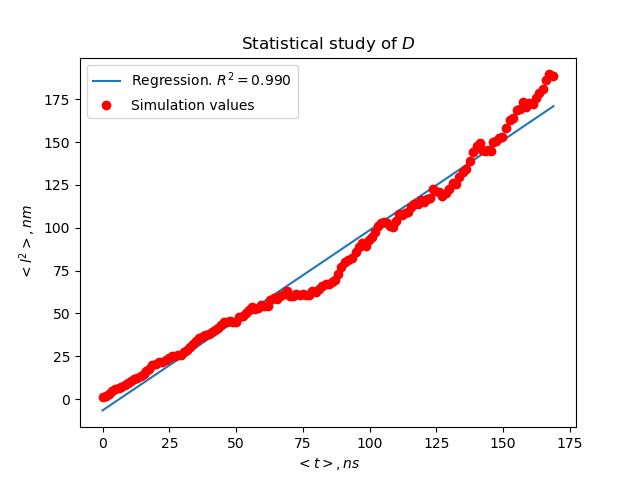 Statistical study of D
Regression. R² = 0.990
Simulation values
< l² >, nm
175
150
125
100
75
50
25
0
0 25 50 75 100 125 150 175
< t >, ns